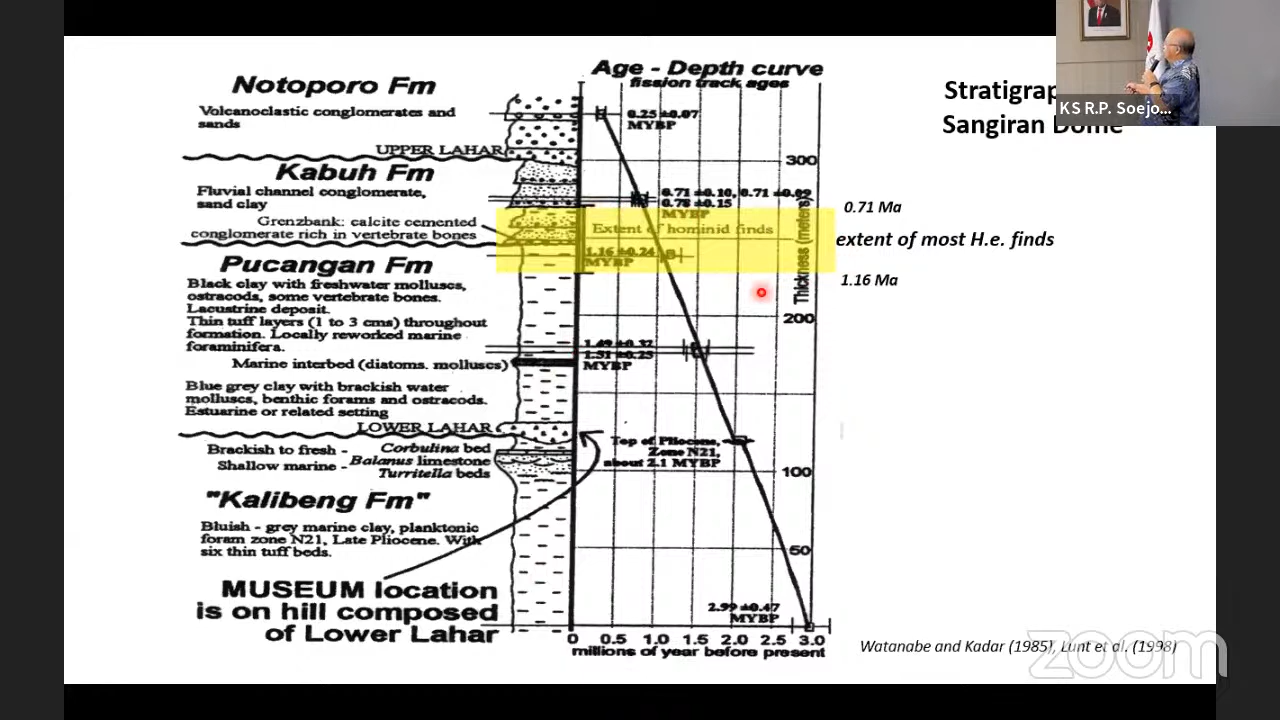 Age - Depth curve
fission track ages
Notoporo Fm
Volcanoclastic conglomerates and
sands
UPPER LAHAR
Kabuh Fm
Fluvial channel conglomerate,
sand clay
Grenzbank: calcite cemented
conglomerate rich in vertebrate bones
Pucangan Fm
Black clay with freshwater molluscs,
ostracods, some vertebrate bones.
Lacustrine deposit.
Thin tuff layers (1 to 3 cms) throughout
formation. Locally reworked marine
foraminifera.
Marine interbed (diatoms. molluscs)
Blue grey clay with brackish water
molluscs, benthic forams and ostracods.
Estuarine or related setting
LOWER LAHAR
Brackish to fresh - Corbulina bed
Shallow marine - Balanus limestone
Turritella beds
"Kalibeng Fm"
Bluish - grey marine clay, planktonic
foram zone N21, Late Pliocene. With
six thin tuff beds.
MUSEUM location
is on hill composed
of Lower Lahar
0.25 ±0.07
MYBP
300
0.71 ±0.10, 0.71 ±0.09
0.78 ±0.15
MYBP
Extent of hominid finds
1.16 ±0.24
MYBP
Thickness (meters)
200
1.49 ±0.32
1.51 ±0.25
MYBP
Top of Pliocene,
Zone N21,
about 2.1 MYBP
100
50
2.99 ±0.47
MYBP
0 0.5 1.0 1.5 2.0 2.5 3.0
millions of year before present
Stratigrap
Sangiran Dome
0.71 Ma
extent of most H.e. finds
1.16 Ma
Watanabe and Kadar (1985), Lunt et al. (1998)
KS R.P. Soejo...
zoom